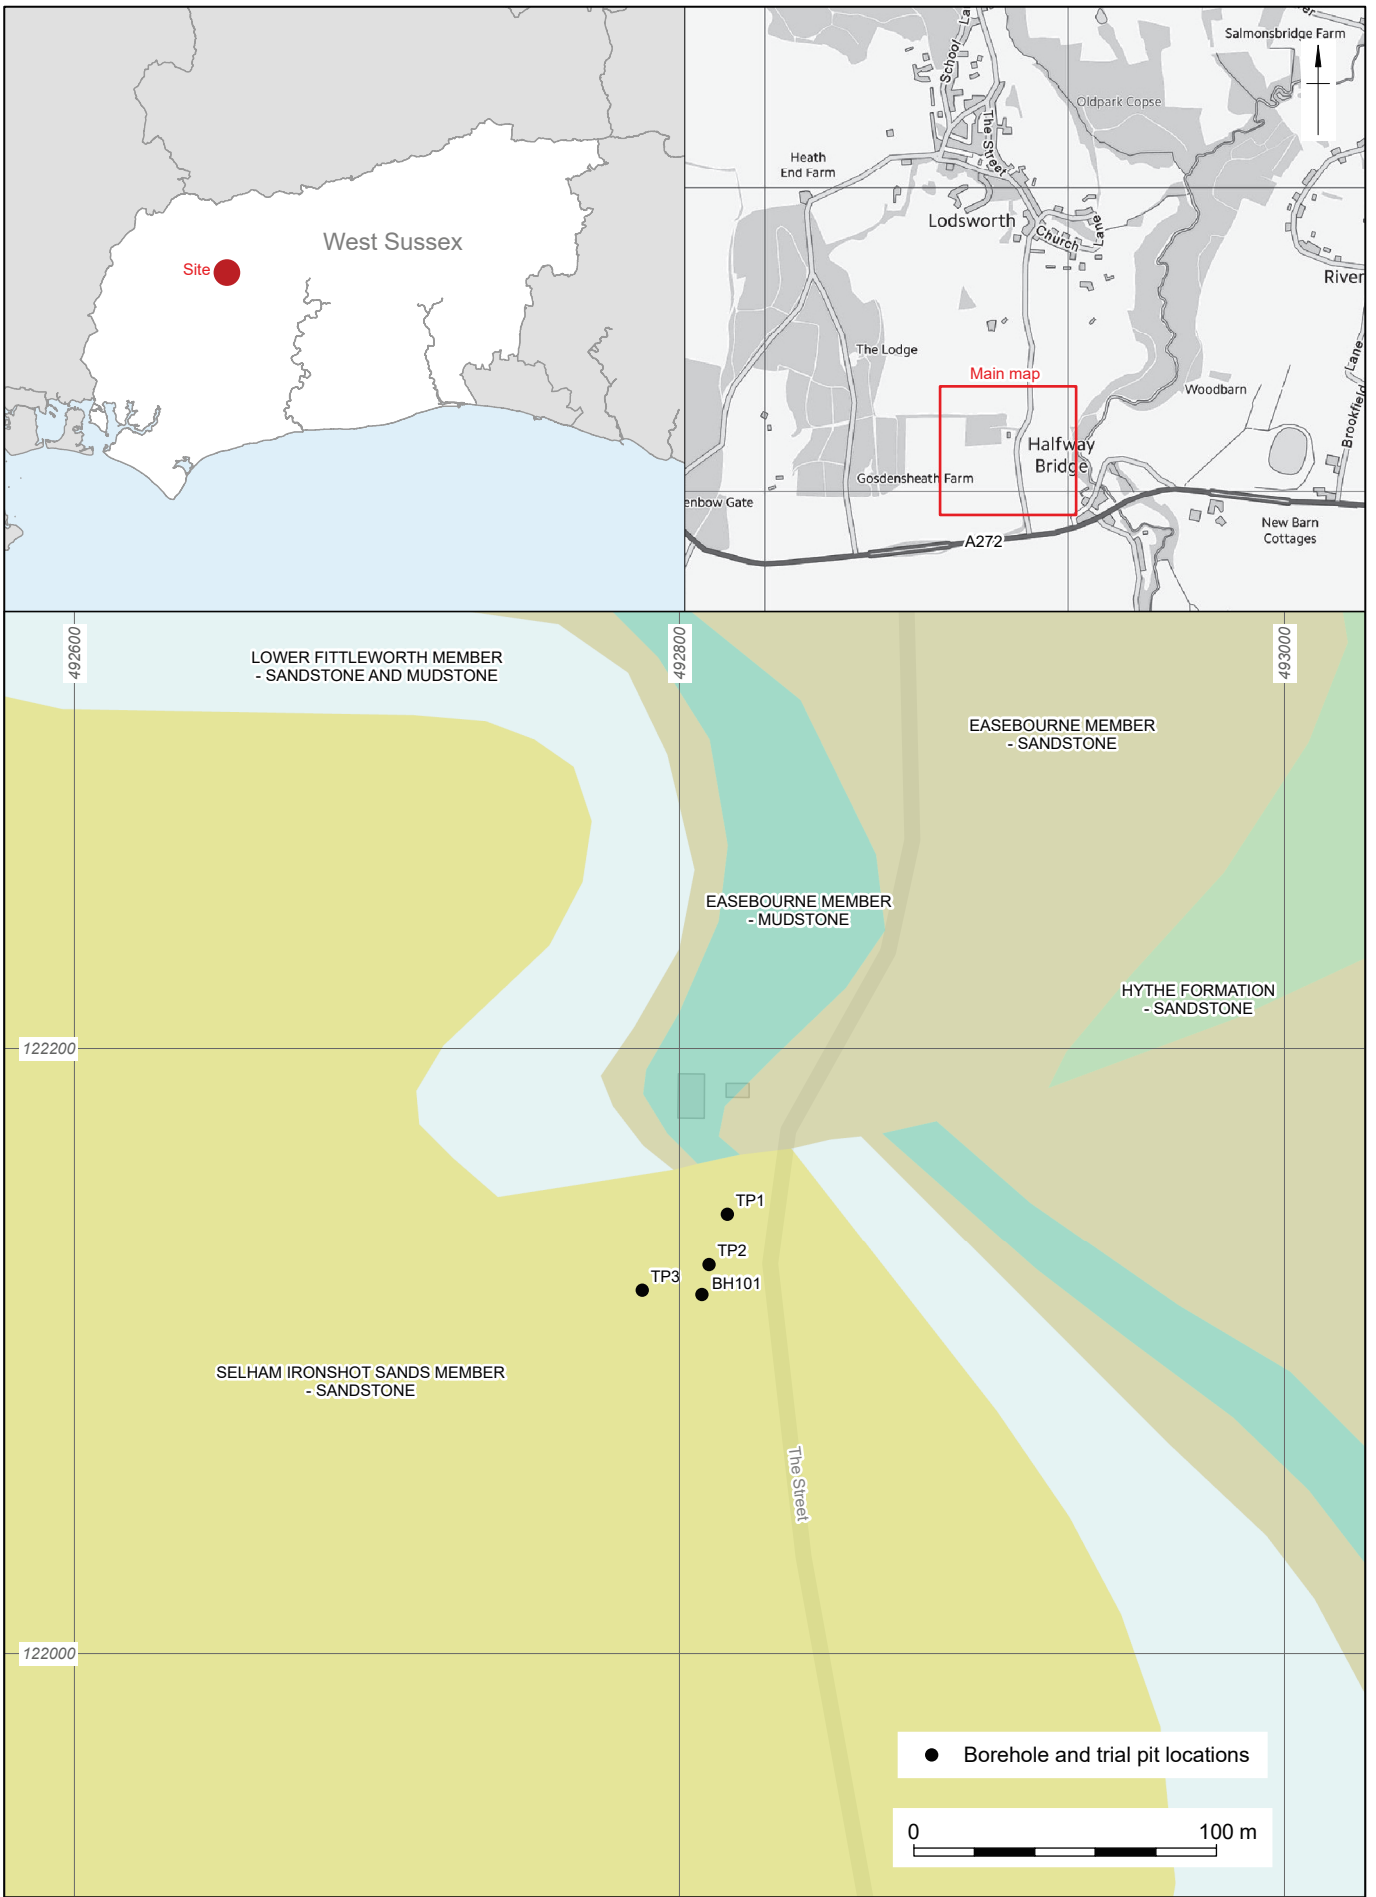 West Sussex
Site
School
La
Salmonsbridge Farm
Oldpark Copse
The Street
Heath
End Farm
Lodsworth
Church
Lane
River
The Lodge
Main map
Woodbarn
Lane
Brookfield
Halfway
Bridge
Gosdensheath Farm
enbow Gate
New Barn
Cottages
A272
492600
492800
493000
LOWER FITTLEWORTH MEMBER
- SANDSTONE AND MUDSTONE
EASEBOURNE MEMBER
- SANDSTONE
EASEBOURNE MEMBER
- MUDSTONE
HYTHE FORMATION
- SANDSTONE
122200
TP1
TP2
TP3
BH101
SELHAM IRONSHOT SANDS MEMBER
- SANDSTONE
The Street
122000
Borehole and trial pit locations
0 100 m